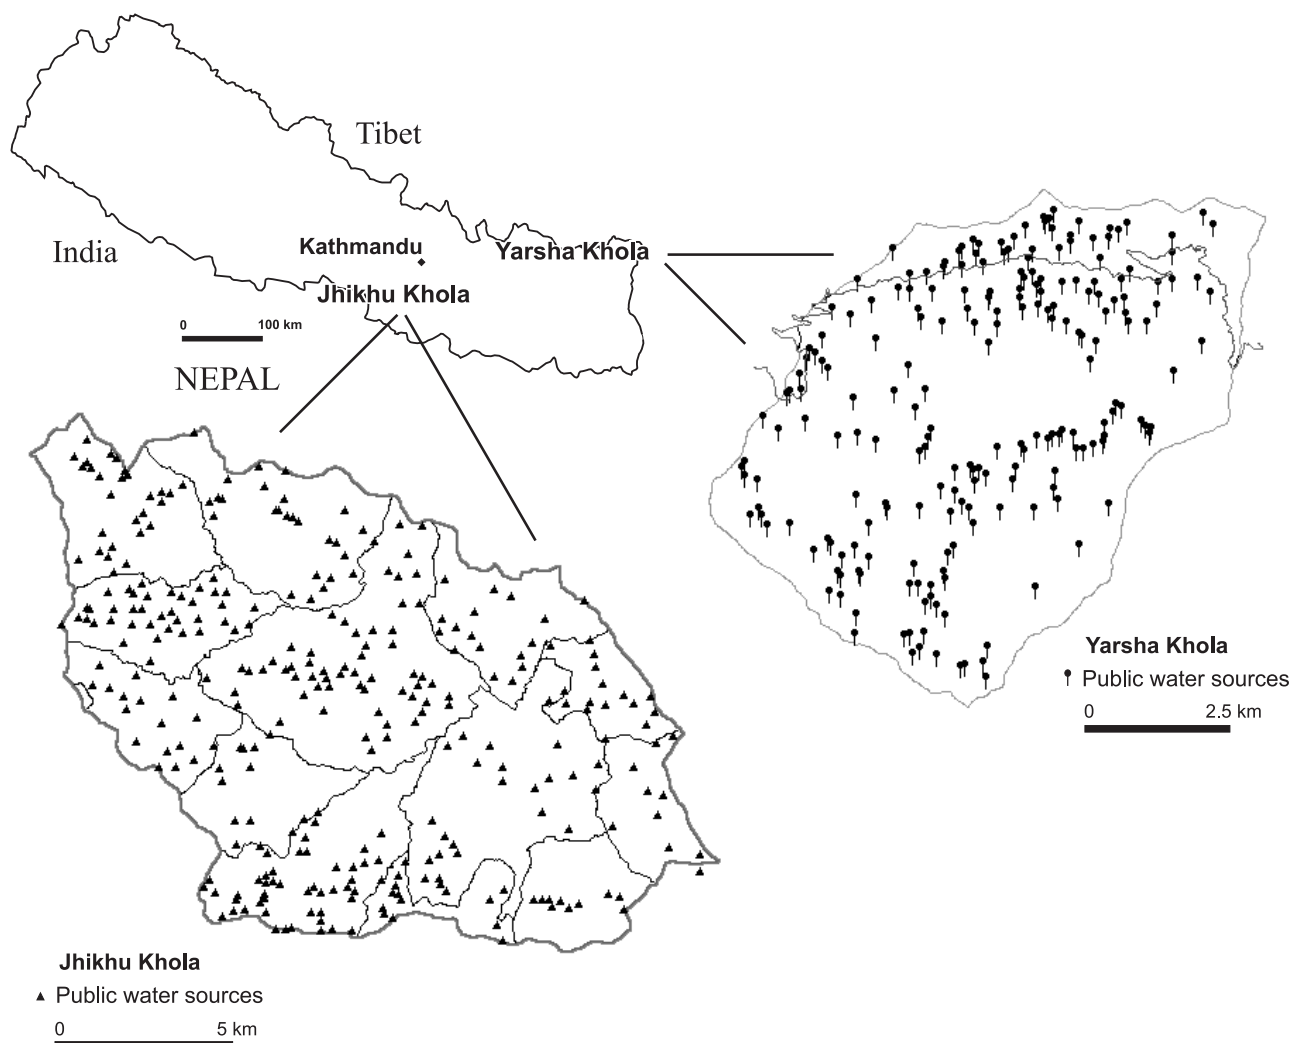 Tibet
India
Kathmandu
Yarsha Khola
Jhikhu Khola
0 100 km
NEPAL
Yarsha Khola
Public water sources
0 2.5 km
Jhikhu Khola
Public water sources
0 5 km